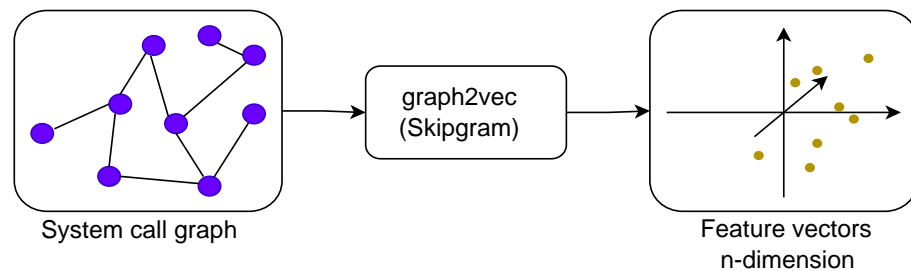 System call graph
graph2vec
(Skipgram)
Feature vectors
n-dimension